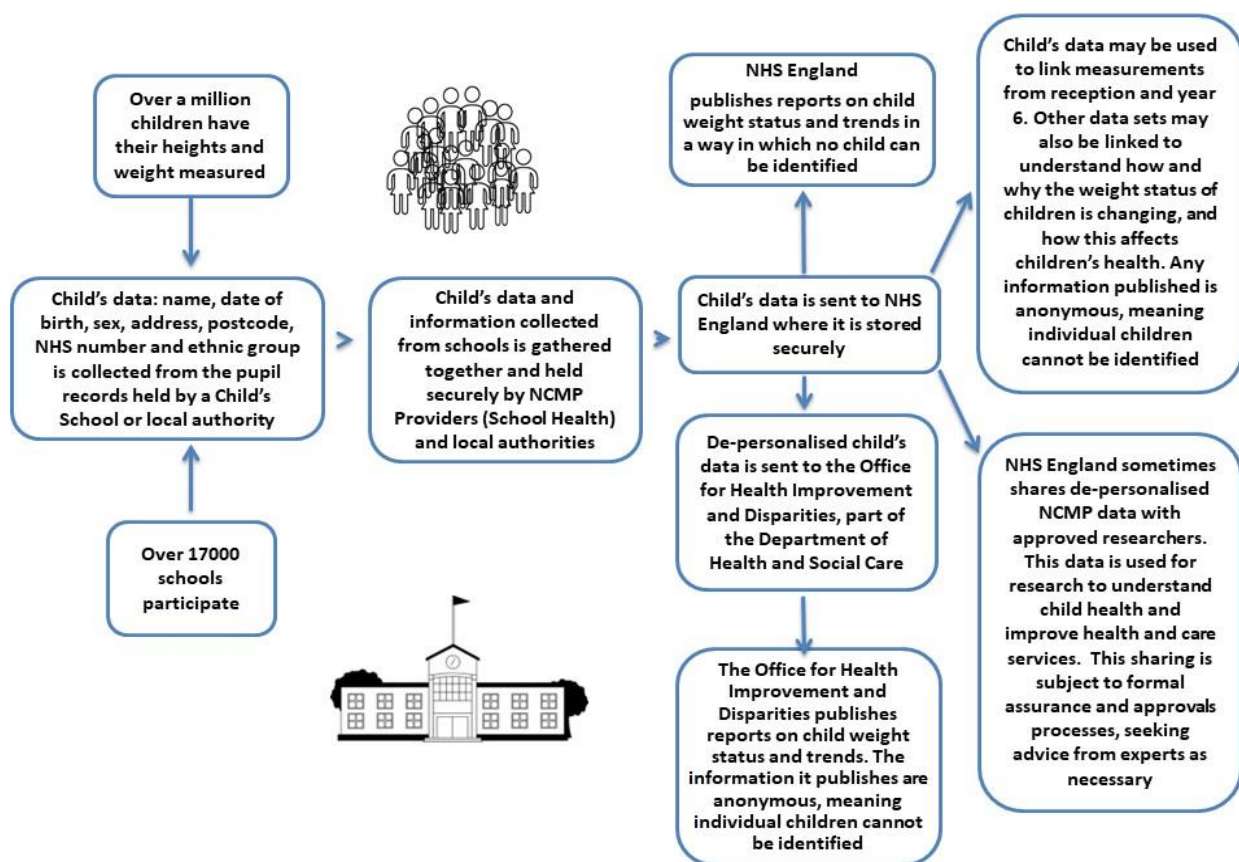 Over a million
children have
their heights and
weight measured
Child’s data: name, date of
birth, sex, address, postcode,
NHS number and ethnic group
is collected from the pupil
records held by a Child’s
School or local authority
Over 17000
schools
participate
Child’s data and
information collected
from schools is gathered
together and held
securely by NCMP
Providers (School Health)
and local authorities
NHS England
publishes reports on child
weight status and trends in
a way in which no child can
be identified
Child’s data is sent to NHS
England where it is stored
securely
De-personalised child’s
data is sent to the Office
for Health Improvement
and Disparities, part of
the Department of
Health and Social Care
The Office for Health
Improvement and
Disparities publishes
reports on child weight
status and trends. The
information it publishes are
anonymous, meaning
individual children cannot
be identified
Child’s data may be used
to link measurements
from reception and year
6. Other data sets may
also be linked to
understand how and
why the weight status of
children is changing, and
how this affects
children’s health. Any
information published is
anonymous, meaning
individual children
cannot be identified
NHS England sometimes
shares de-personalised
NCMP data with
approved researchers.
This data is used for
research to understand
child health and
improve health and care
services. This sharing is
subject to formal
assurance and approvals
processes, seeking
advice from experts as
necessary